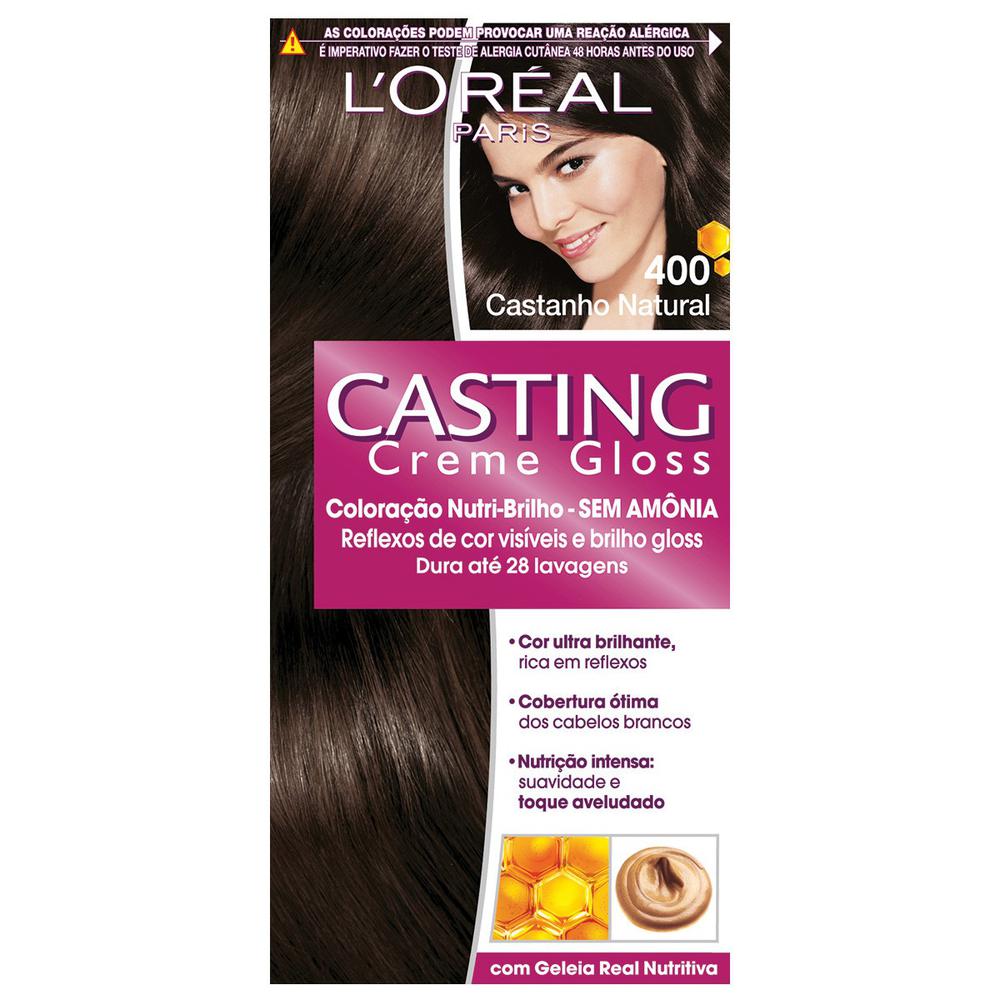 AS COLORAÇÕES PODEM PROVOCAR UMA REAÇÃO ALÉRGICA
É IMPERATIVO FAZER O TESTE DE ALERGIA CUTÂNEA 48 HORAS ANTES DO USO
L'ORÉAL
PARiS
400
Castanho Natural
CASTING
Creme Gloss
Coloração Nutri-Brilho - SEM AMÔNIA
Reflexos de cor visíveis e brilho gloss
Dura até 28 lavagens
• Cor ultra brilhante,
rica em reflexos
• Cobertura ótima
dos cabelos brancos
• Nutrição intensa:
suavidade e
toque aveludado
com Geleia Real Nutritiva